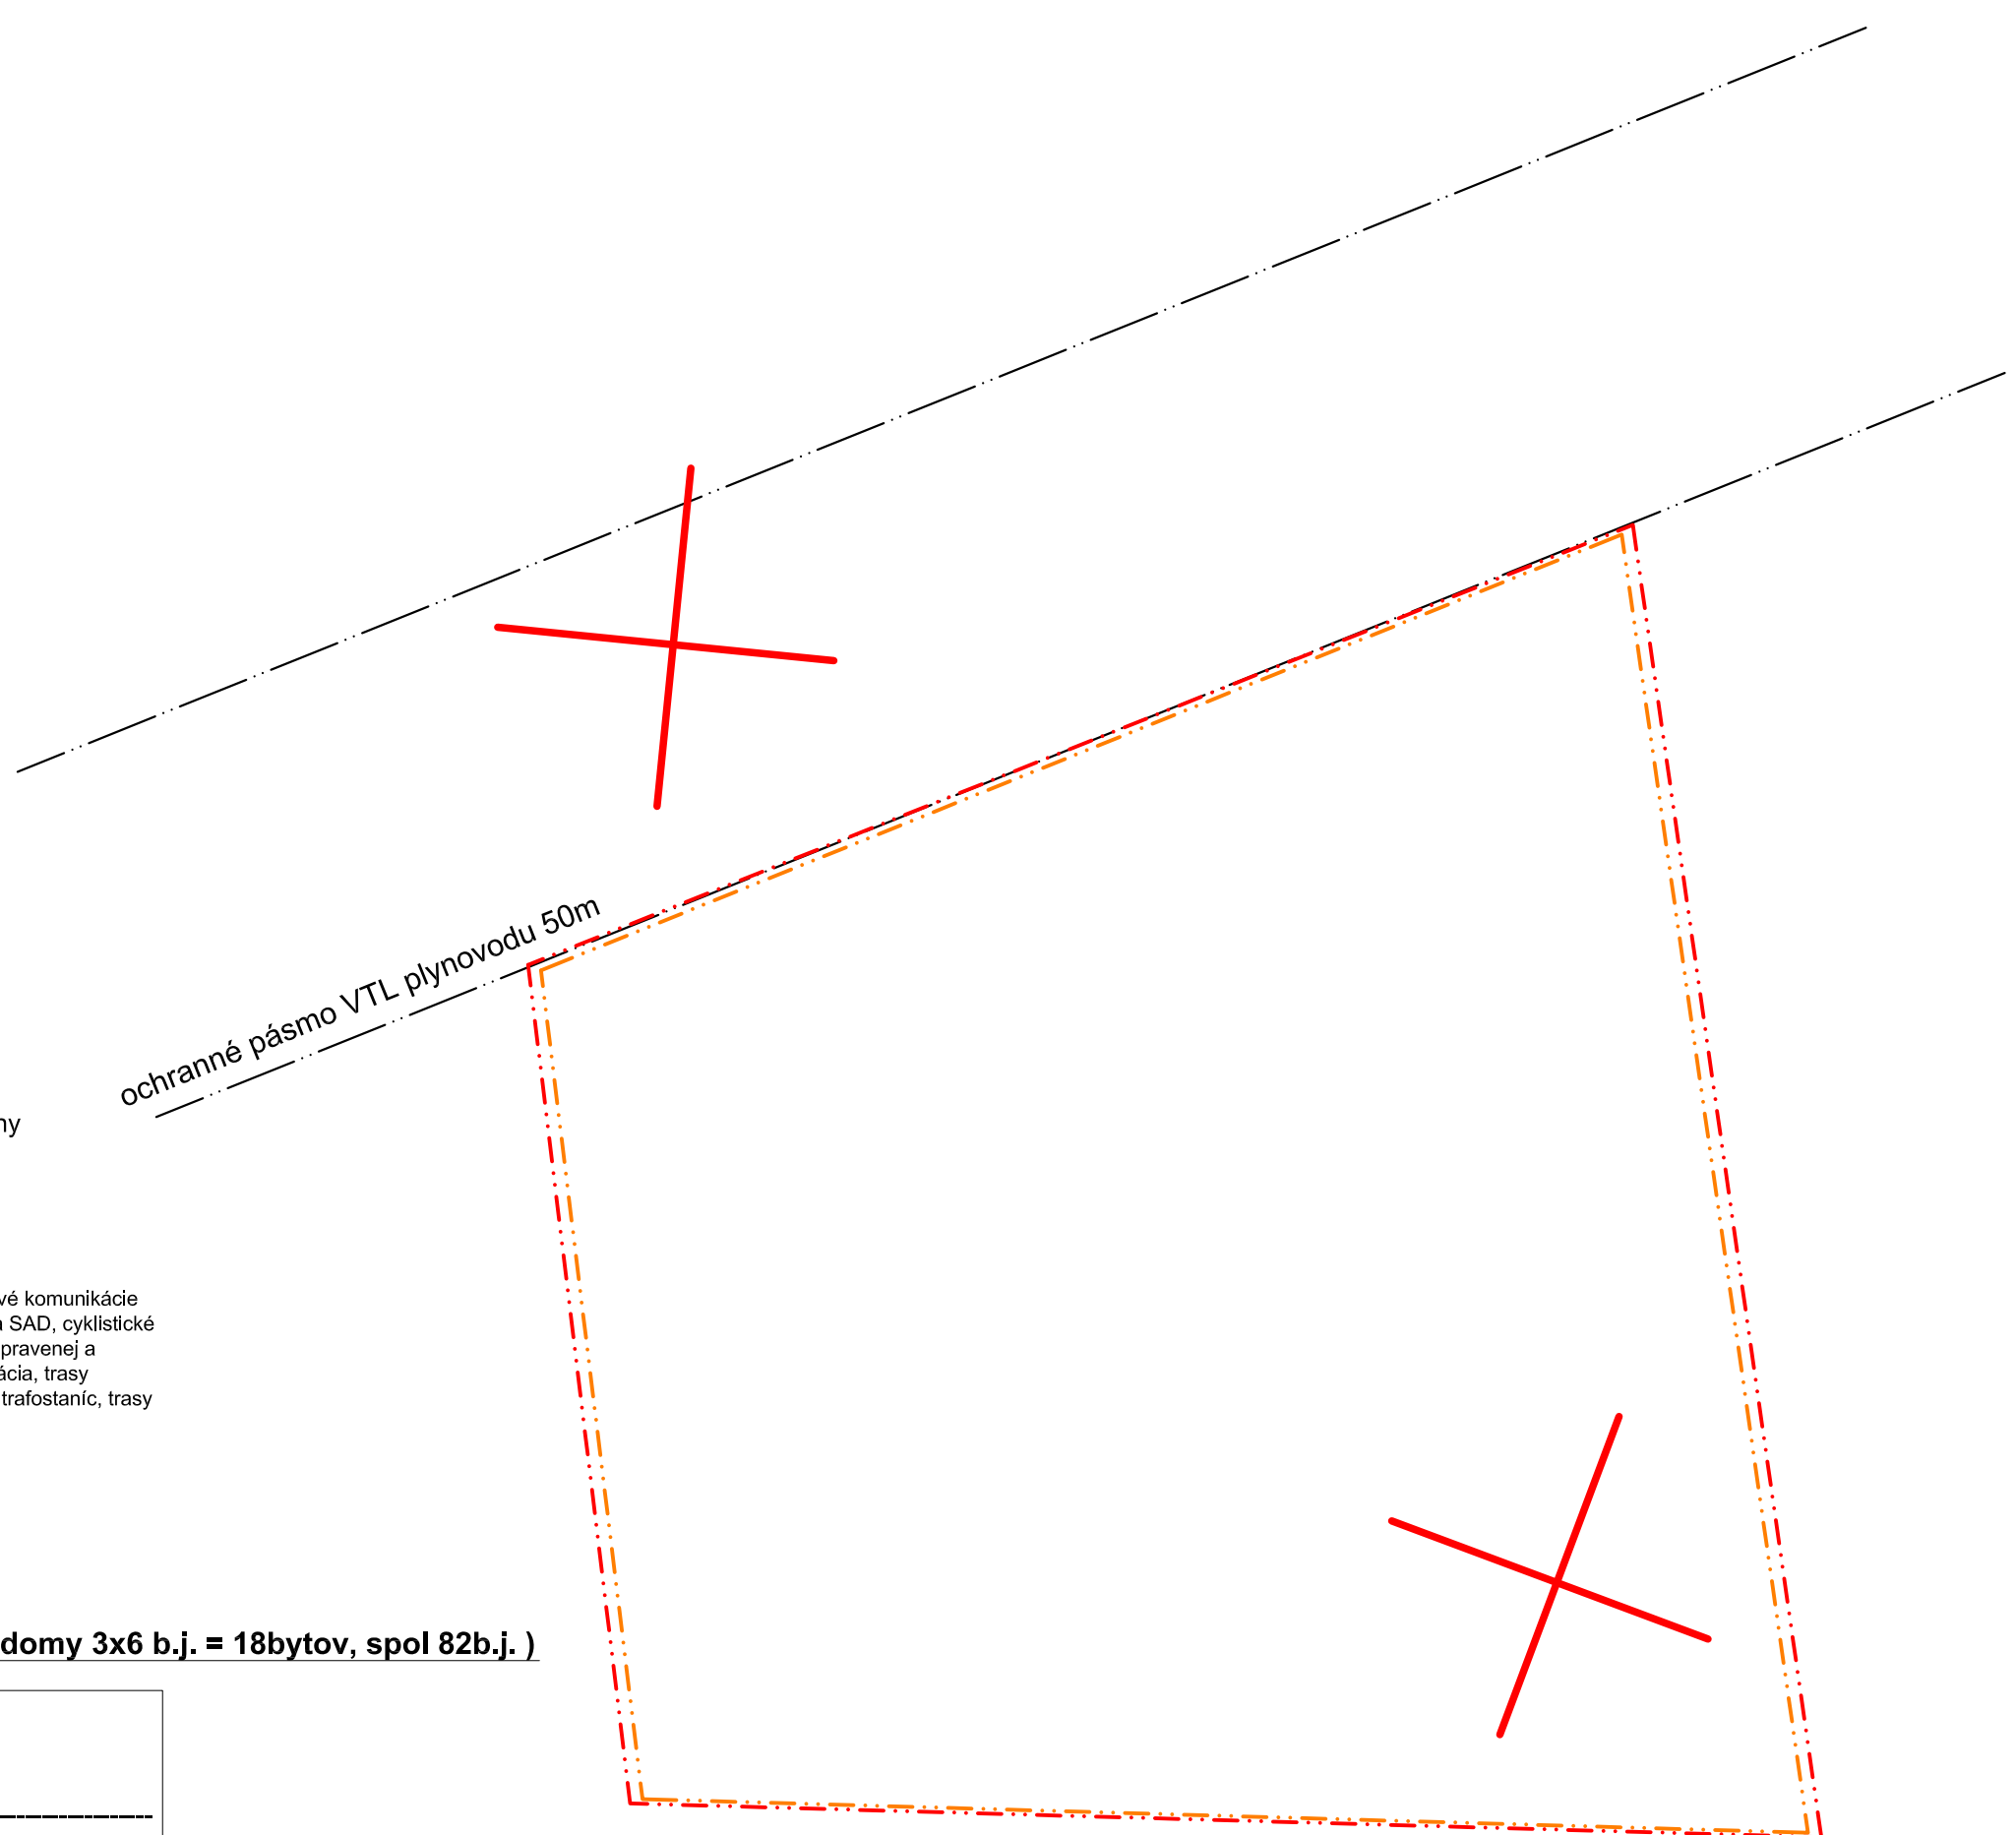 ochranné pásmo VTL plynovodu 50m
ny
vé komunikácie
a SAD, cyklistické
pravenej a
ácia, trasy
trafostaníc, trasy
domy 3x6 b.j. = 18bytov, spol 82b.j. )